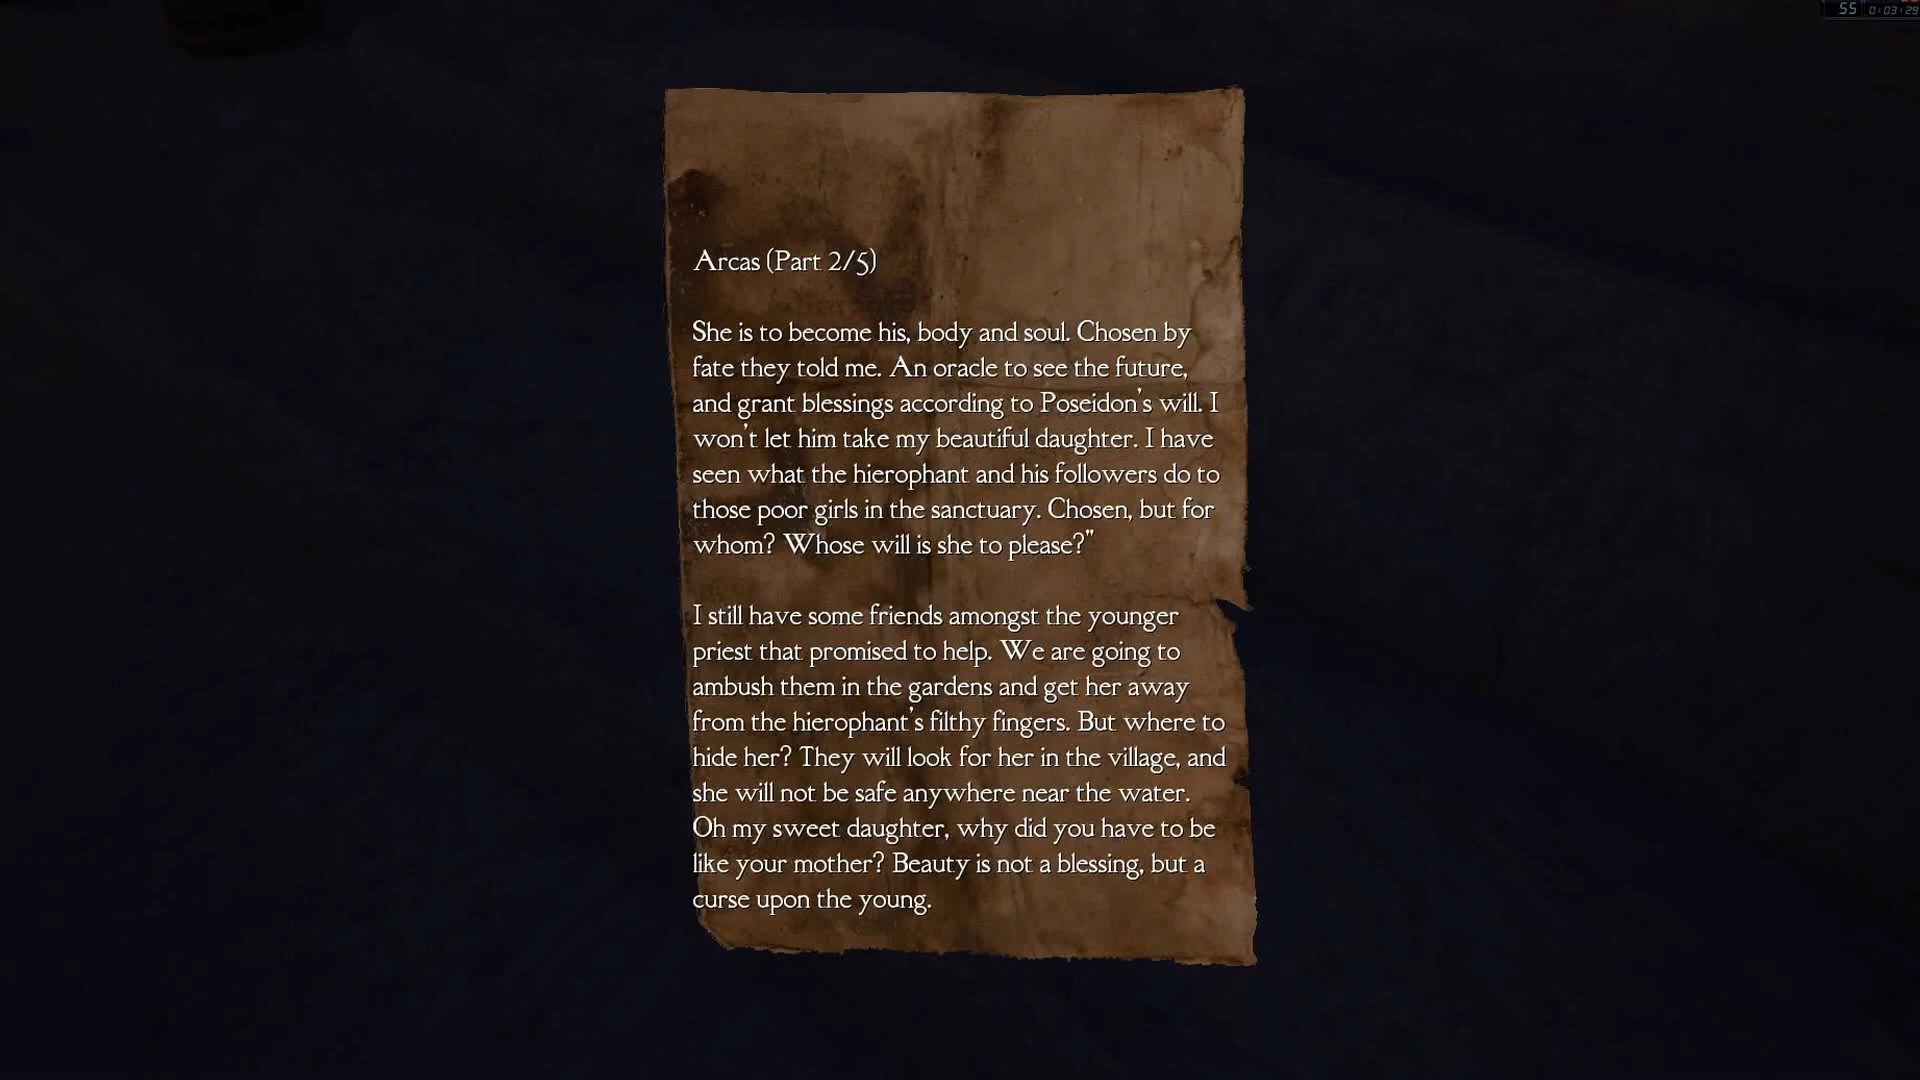 55 0:03:29
Arcas (Part 2/5)
She is to become his, body and soul. Chosen by
fate they told me. An oracle to see the future,
and grant blessings according to Poseidon's will. I
won't let him take my beautiful daughter. I have
seen what the hierophant and his followers do to
those poor girls in the sanctuary. Chosen, but for
whom? Whose will is she to please?"
I still have some friends amongst the younger
priest that promised to help. We are going to
ambush them in the gardens and get her away
from the hierophant's filthy fingers. But where to
hide her? They will look for her in the village, and
she will not be safe anywhere near the water.
Oh my sweet daughter, why did you have to be
like your mother? Beauty is not a blessing, but a
curse upon the young.